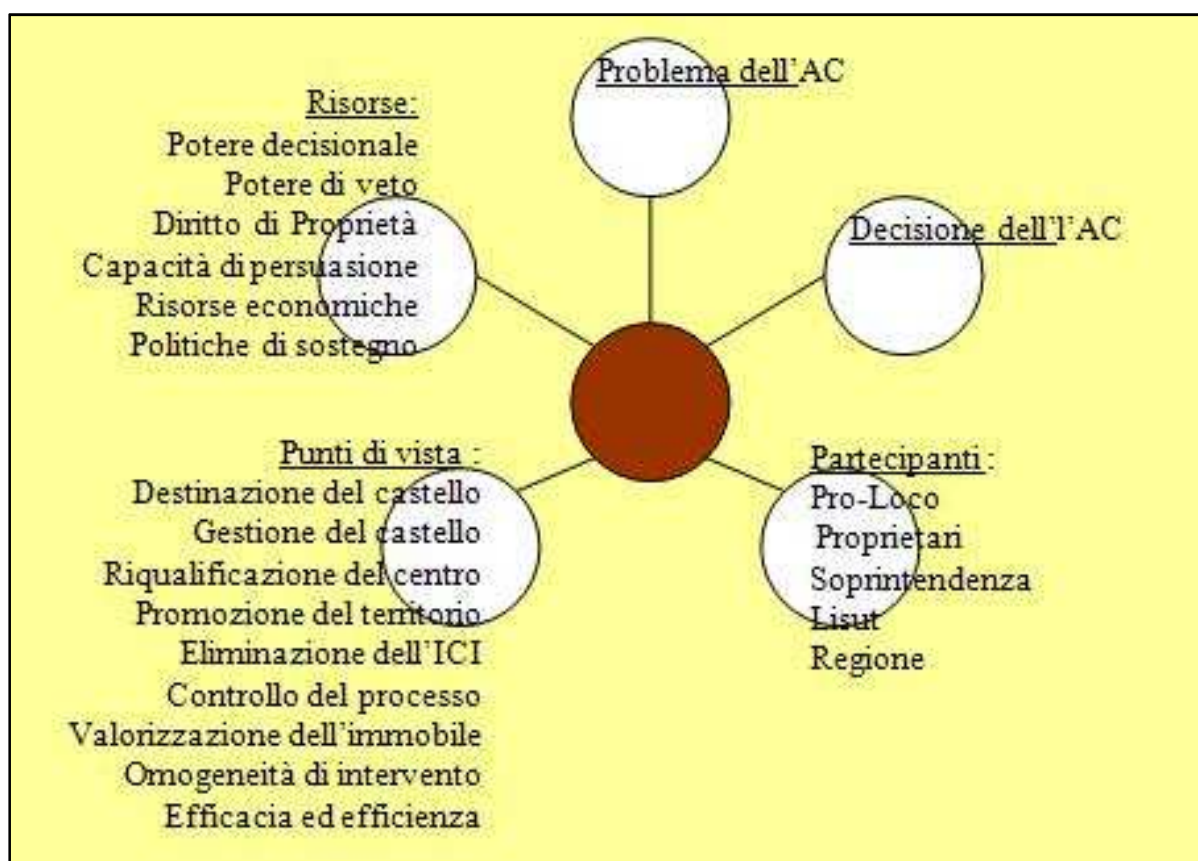 Problema dell'AC
Risorse:
Potere decisionale
Potere di veto
Diritto di Proprietà
Capacità di persuasione
Risorse economiche
Politiche di sostegno
Decisione dell'l'AC
Punti di vista :
Destinazione del castello
Gestione del castello
Riqualificazione del centro
Promozione del territorio
Eliminazione dell'ICI
Controllo del processo
Valorizzazione dell'immobile
Omogeneità di intervento
Efficacia ed efficienza
Partecipanti :
Pro-Loco
Proprietari
Soprintendenza
Lisut
Regione